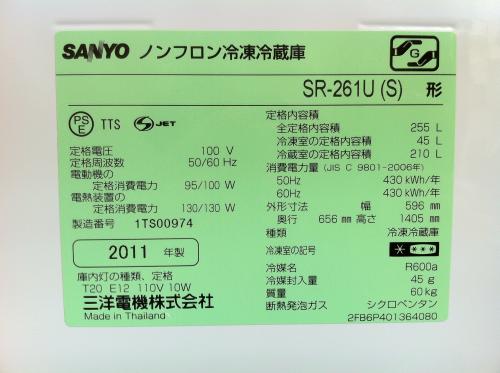 SANYO ノンフロン冷凍冷蔵庫
G
SR-261U (S) 形
PS E TTS S JET
定格電圧 100 V
定格周波数 50/60 Hz
電動機の
定格消費電力 95/100 W
電熱装置の
定格消費電力 130/130 W
製造番号 1TS00974
2011 年製
庫内灯の種類、定格
T20 E12 110V 10W
三洋電機株式会社
Made in Thailand
定格内容積
全定格内容積 255 L
冷凍室の定格内容積 45 L
冷蔵室の定格内容積 210 L
消費電力量 (JIS C 9801-2006年)
50Hz 430 kWh/年
60Hz 430 kWh/年
外形寸法 幅 596 mm
奥行 656 mm 高さ 1405 mm
種類 冷凍冷蔵庫
冷凍室の記号
冷媒名 R600a
冷媒封入量 45 g
質量 60 kg
断熱発泡ガス シクロペンタン
2FB6P401364080